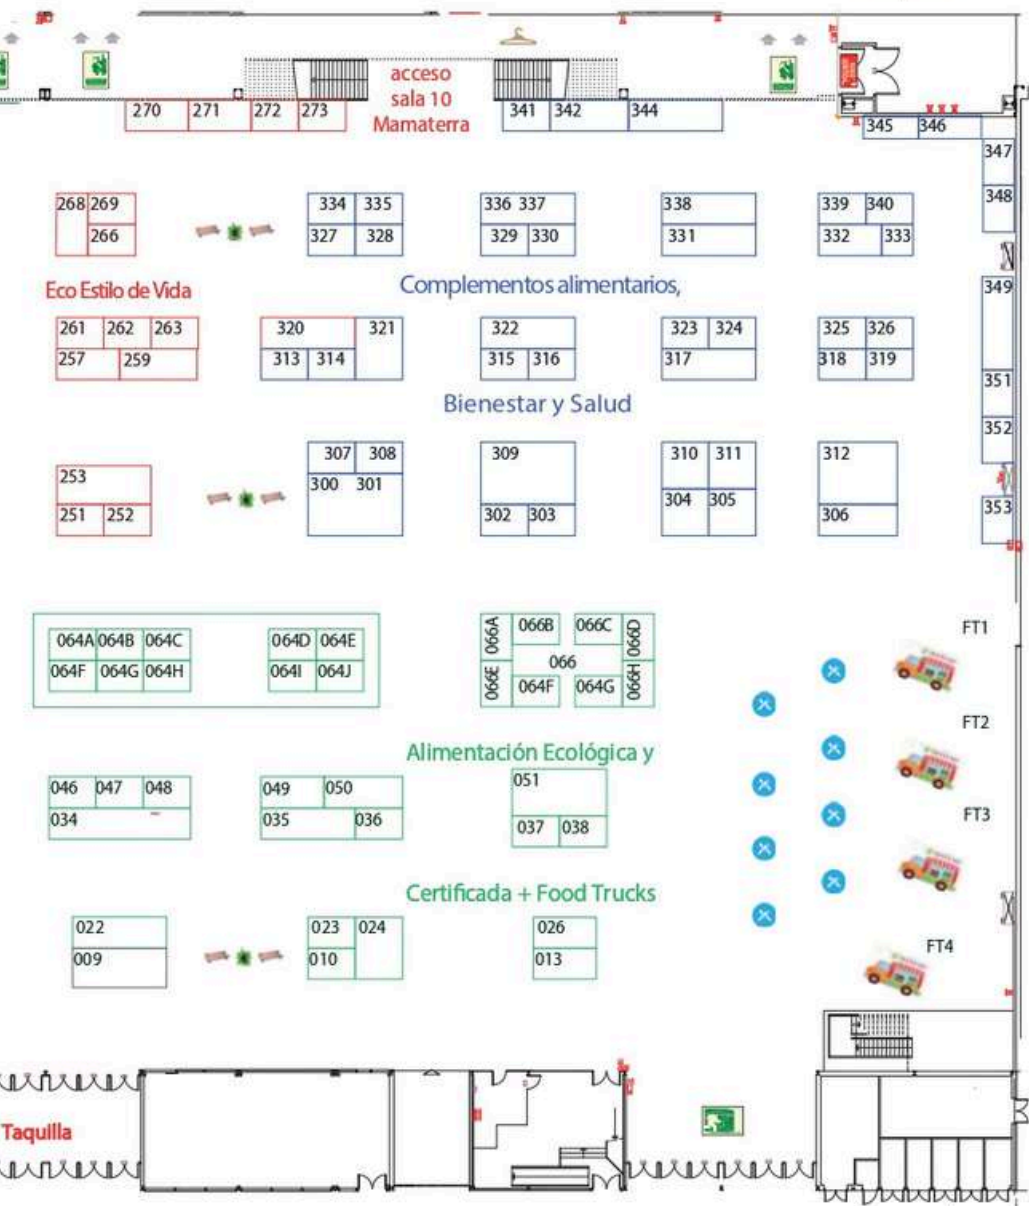 acceso
sala 10
Mamaterra
270 271 272 273 341 342 344
345 346
347
348
268 269 334 335 336 337 338 339 340
266 327 328 329 330 331 332 333
Eco Estilo de Vida
Complementos alimentarios,
349
261 262 263 320 321 322 323 324 325 326
257 259 313 314 315 316 317 318 319
351
Bienestar y Salud
352
307 308 309 310 311 312
253 300 301
304 305
251 252 302 303 306
353
064A 064B 064C 064D 064E 066A 066B 066C 066D
066
064F 064G 064H 064I 064J 066E 064F 064G 066H
FT1
FT2
Alimentación Ecológica y
046 047 048 049 050 051
034 035 036 037 038
FT3
Certificada + Food Trucks
022 023 024 026
009 010 013
FT4
Taquilla